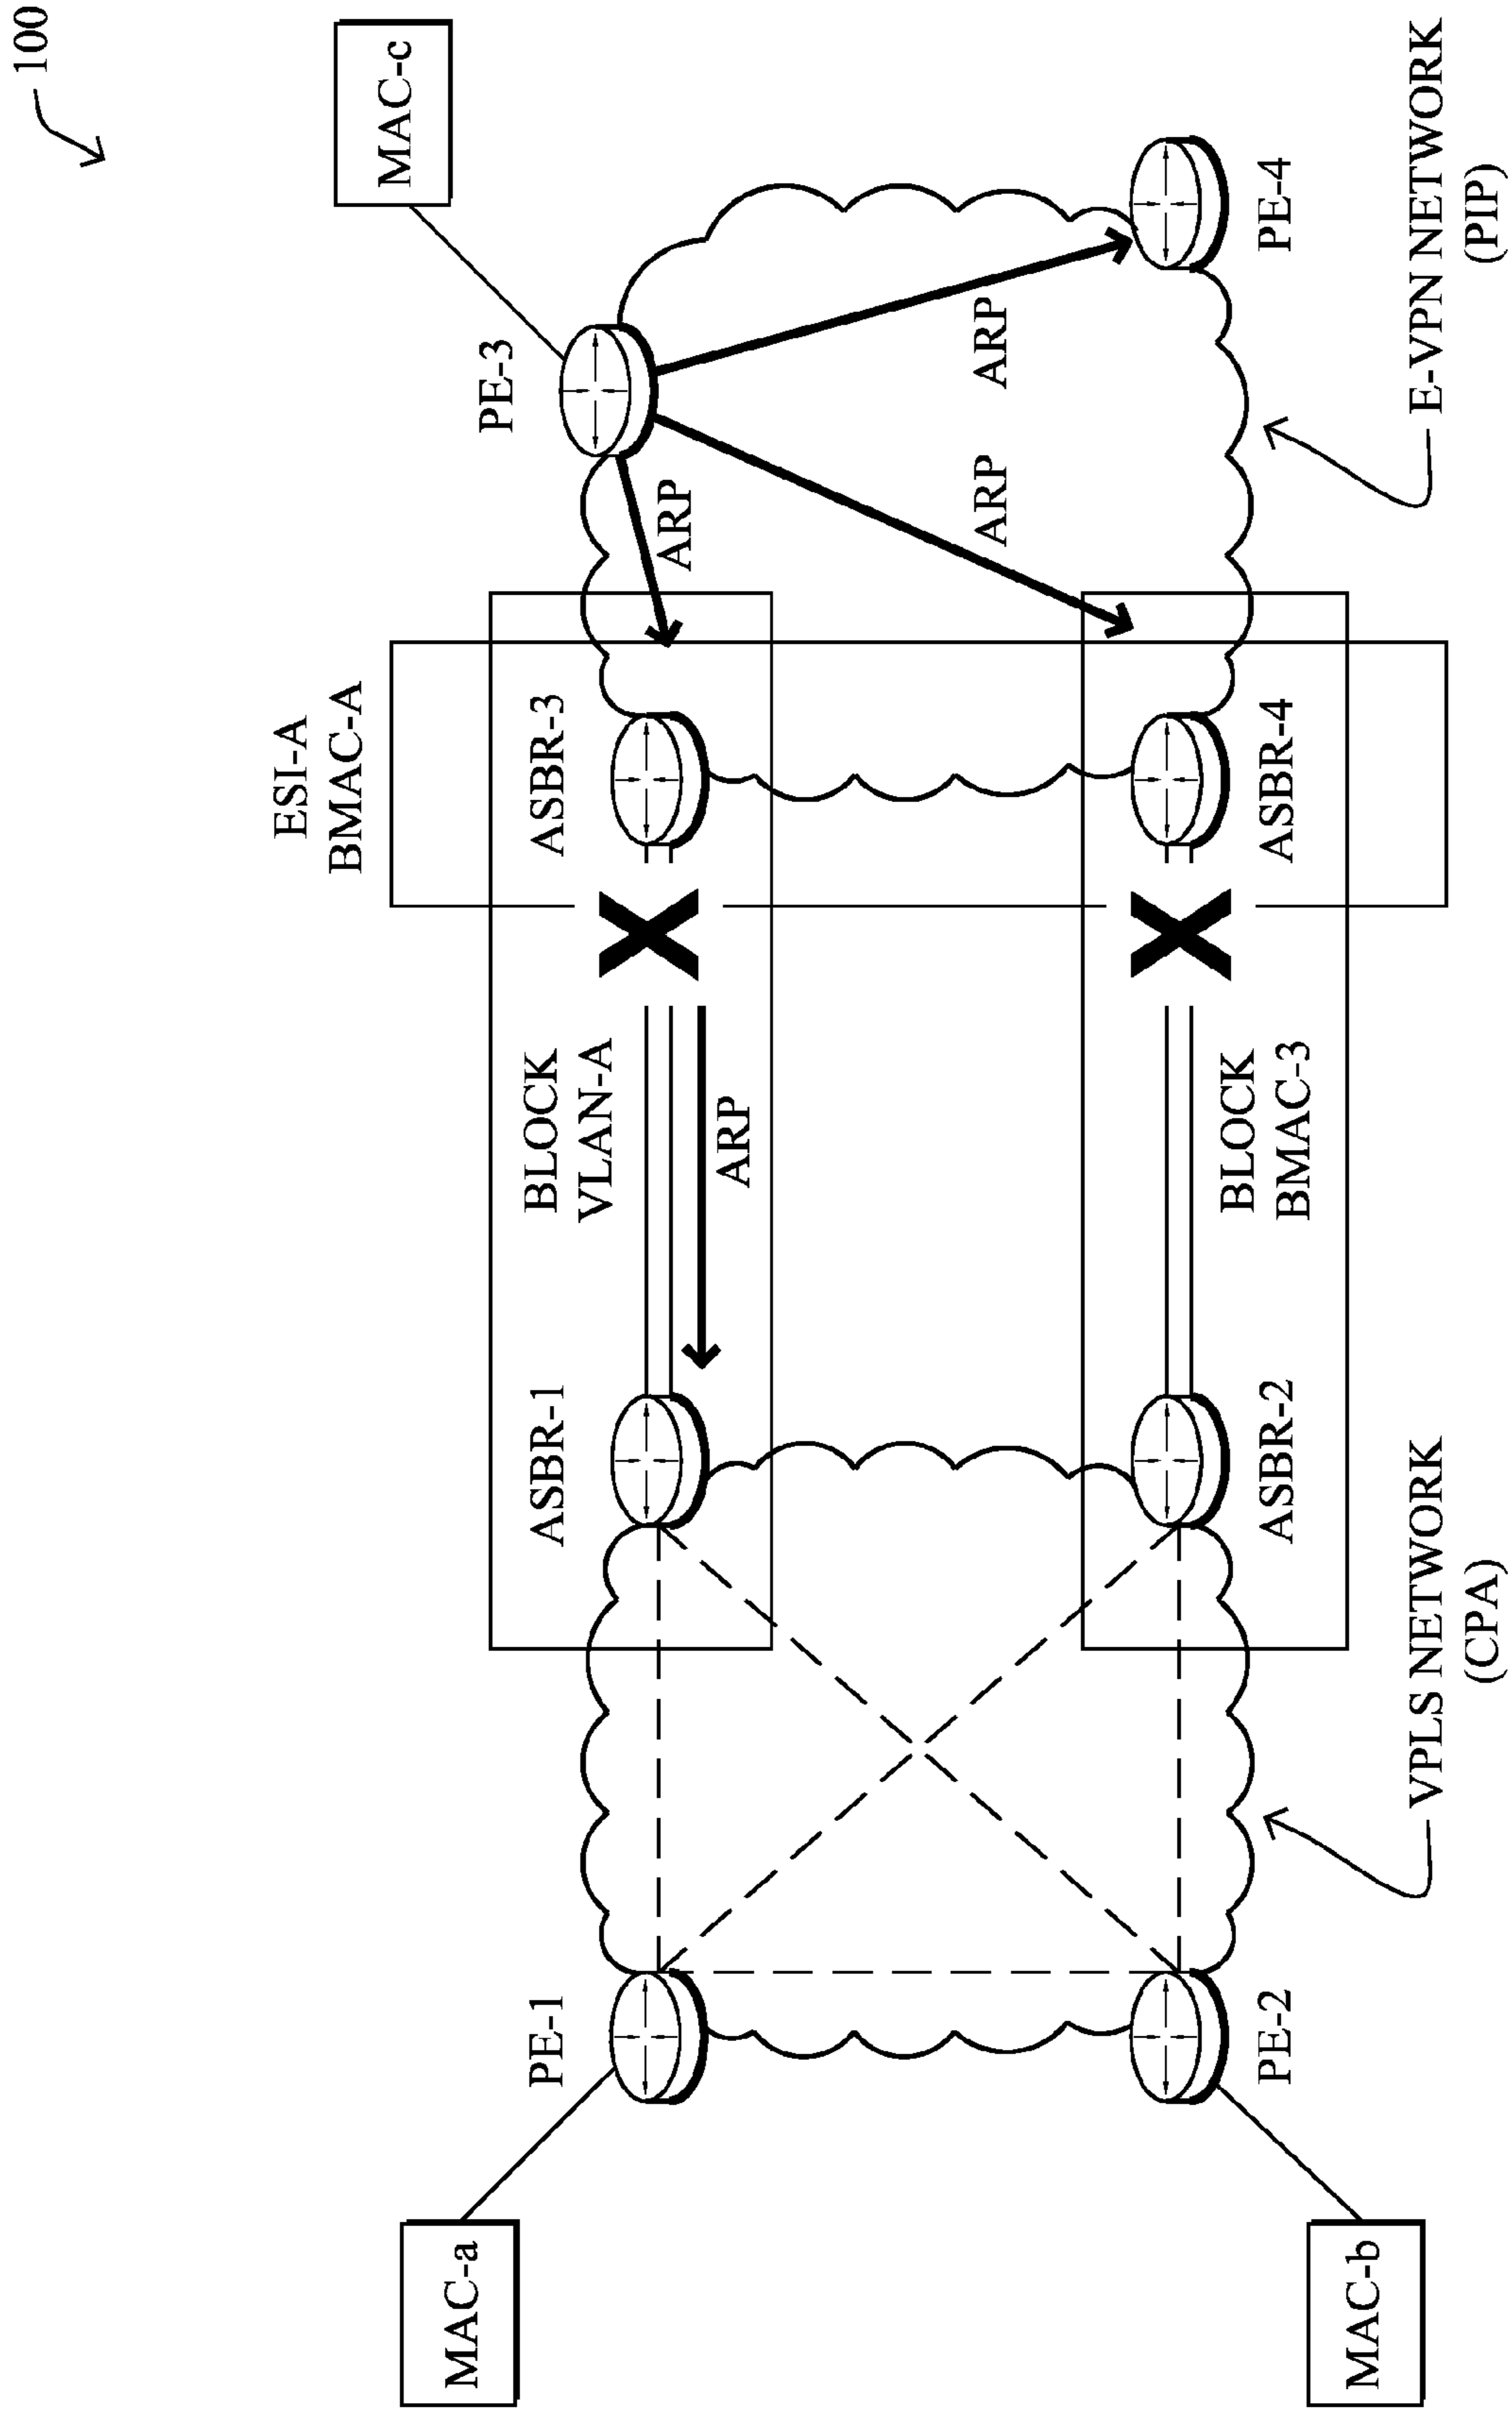 100
MAC-a
MAC-b
PE-1
PE-2
VPLS NETWORK
(CPA)
ASBR-1
ASBR-2
BLOCK
VLAN-A
ARP
BLOCK
BMAC-3
ESI-A
BMAC-A
ASBR-3
ASBR-4
ARP
ARP
ARP
PE-3
MAC-c
PE-4
E-VPN NETWORK
(PIP)